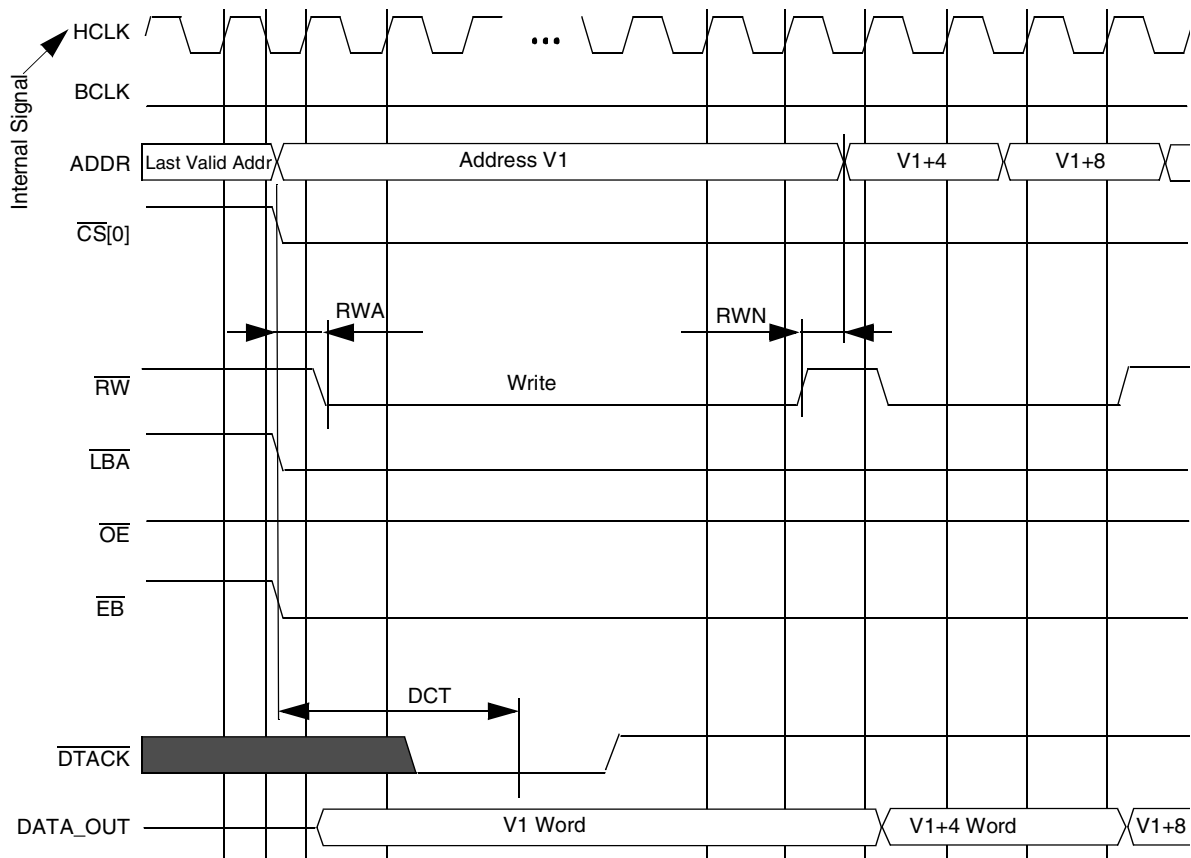 HCLK
...
Internal Signal
BCLK
ADDR
Last Valid Addr
Address V1
V1+4
V1+8
CS[0]
RWA
RWN
RW
Write
LBA
OE
EB
DCT
DTACK
DATA_OUT
V1 Word
V1+4 Word
V1+8